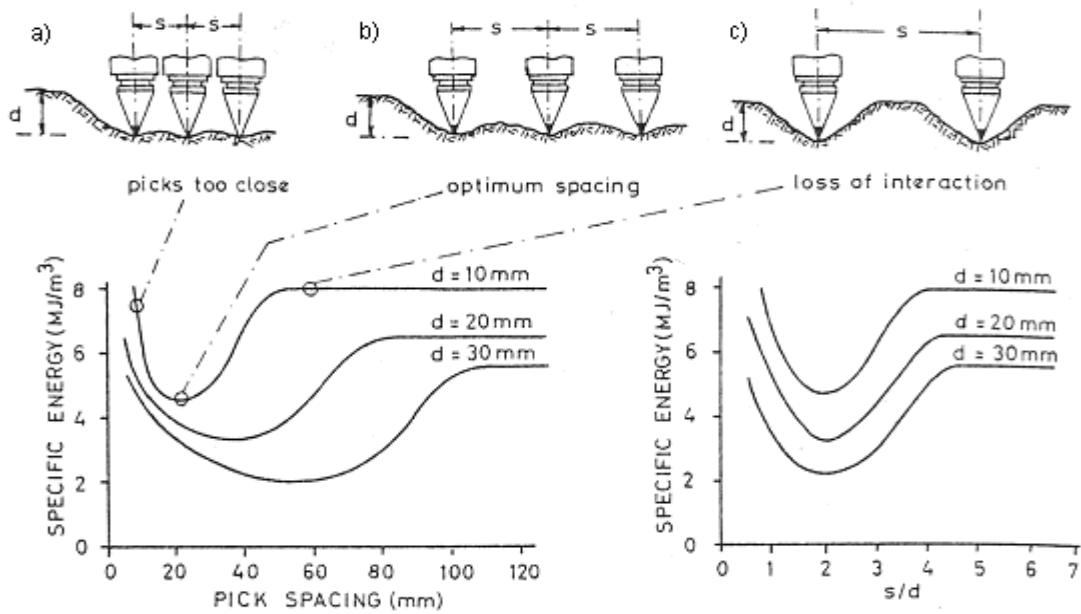 a) s s b) s s c) s
d d d
picks too close optimum spacing loss of interaction
SPECIFIC ENERGY (MJ/m³)
8
6
4
2
0
d = 10 mm
d = 20 mm
d = 30 mm
0 20 40 60 80 100 120
PICK SPACING (mm)
SPECIFIC ENERGY (MJ/m³)
8
6
4
2
0
d = 10 mm
d = 20 mm
d = 30 mm
0 1 2 3 4 5 6 7
s/d